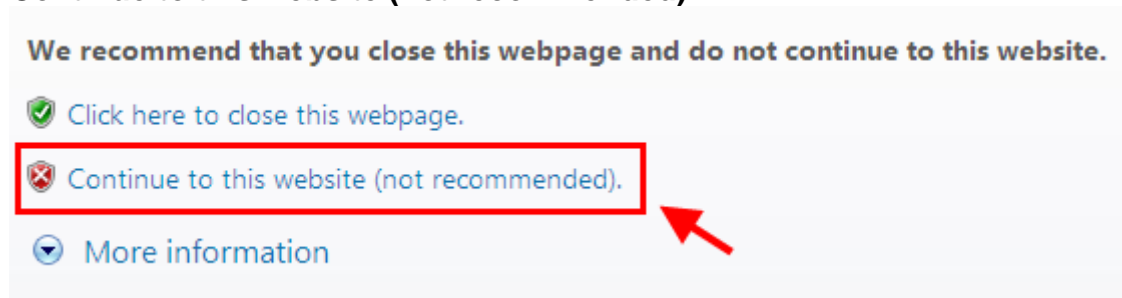 We recommend that you close this webpage and do not continue to this website.
Click here to close this webpage.
Continue to this website (not recommended).
More information